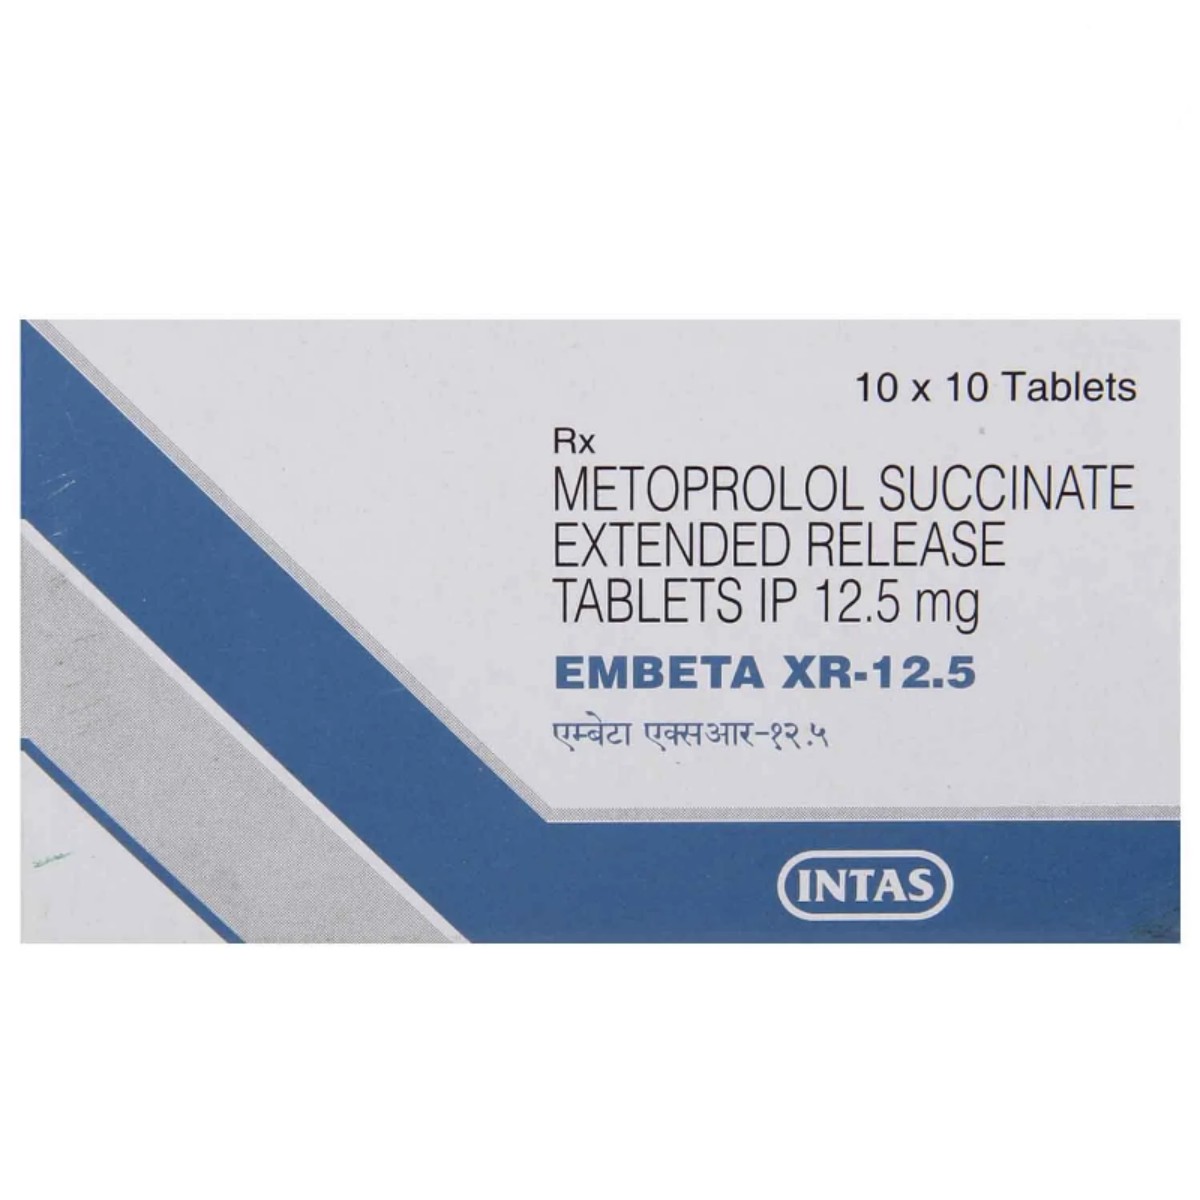 10 x 10 Tablets
Rx
METOPROLOL SUCCINATE
EXTENDED RELEASE
TABLETS IP 12.5 mg
EMBETA XR-12.5
एम्बेटा एक्सआर-१२.५
INTAS